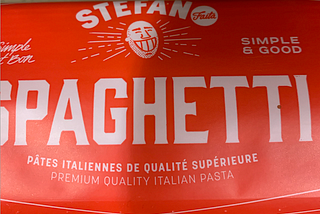 STEFANO
Faita
Simple
et Bon
SIMPLE
& GOOD
SPAGHETTI
PÂTES ITALIENNES DE QUALITÉ SUPÉRIEURE
PREMIUM QUALITY ITALIAN PASTA